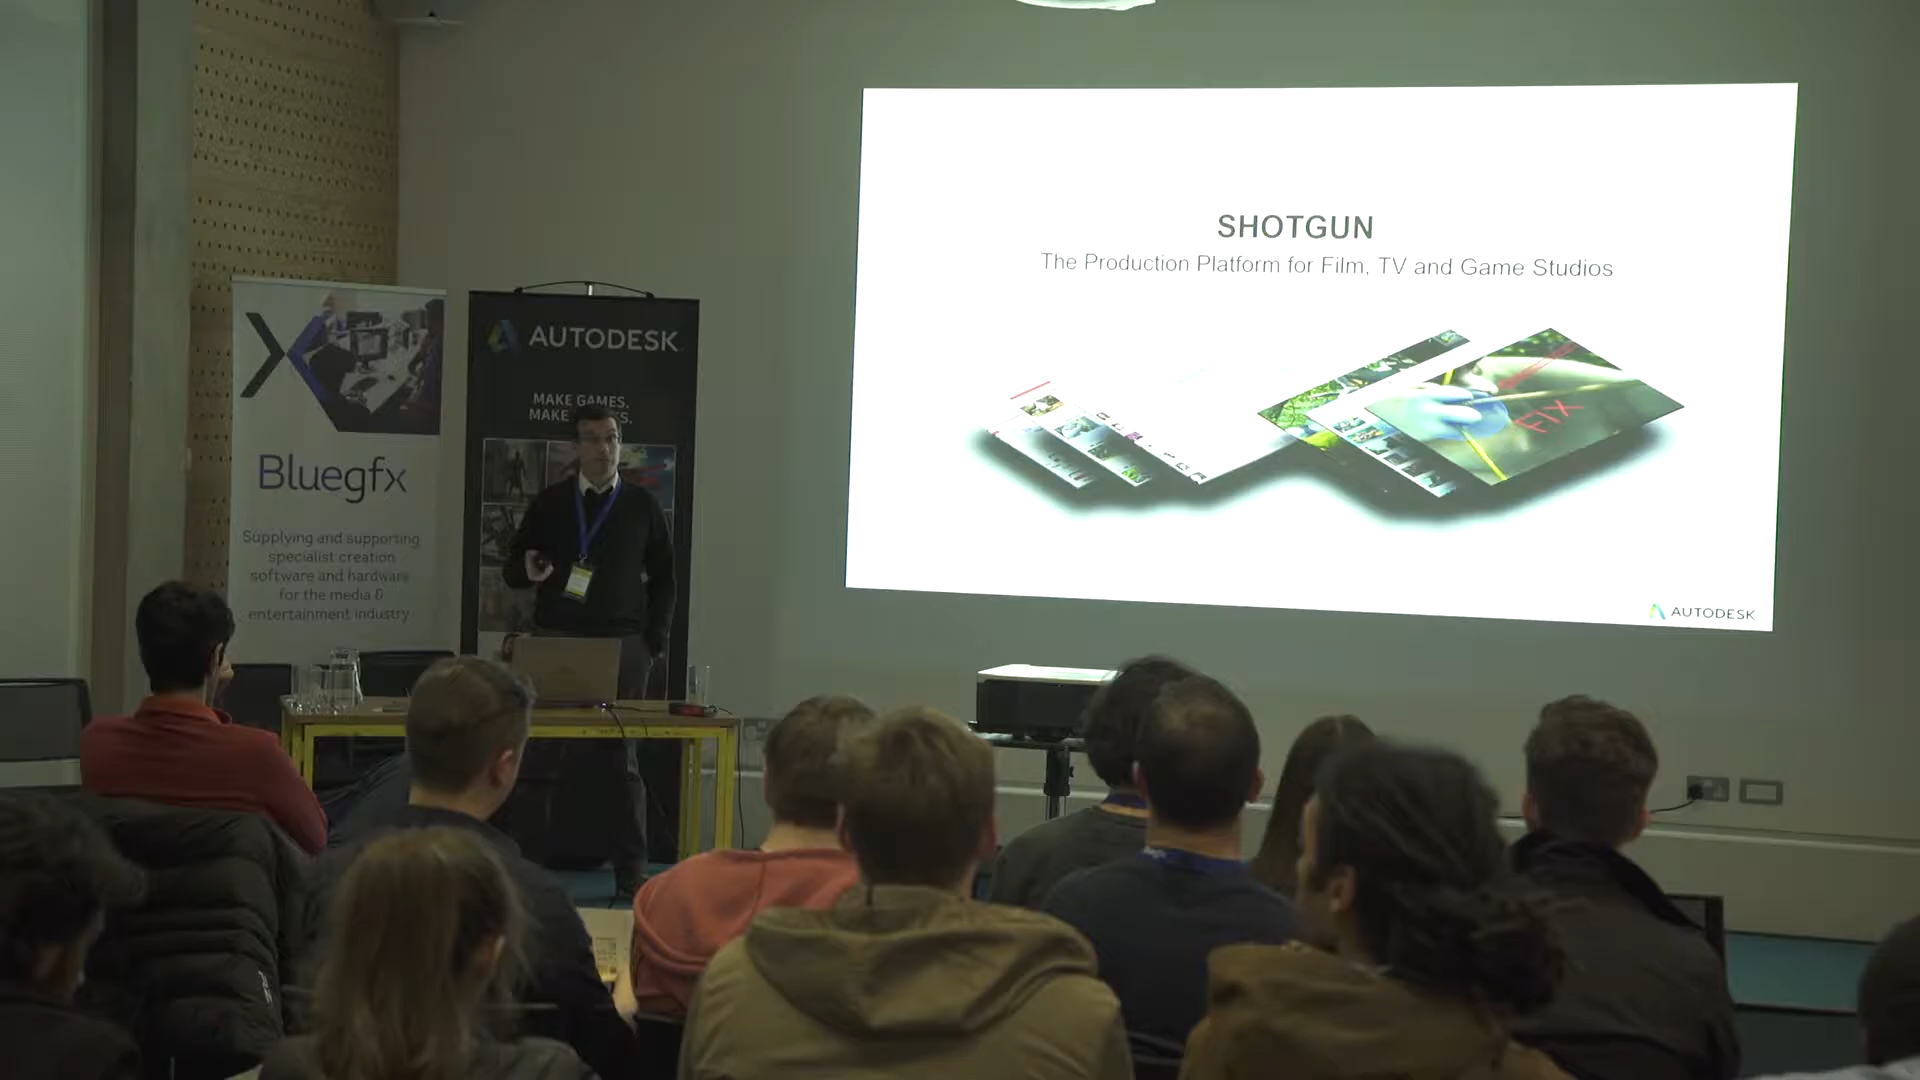 SHOTGUN
The Production Platform for Film, TV and Game Studios
FIX
AUTODESK
Bluegfx
Supplying and supporting
specialist creation
software and hardware
for the media &
entertainment industry
AUTODESK
MAKE GAMES.
MAKE